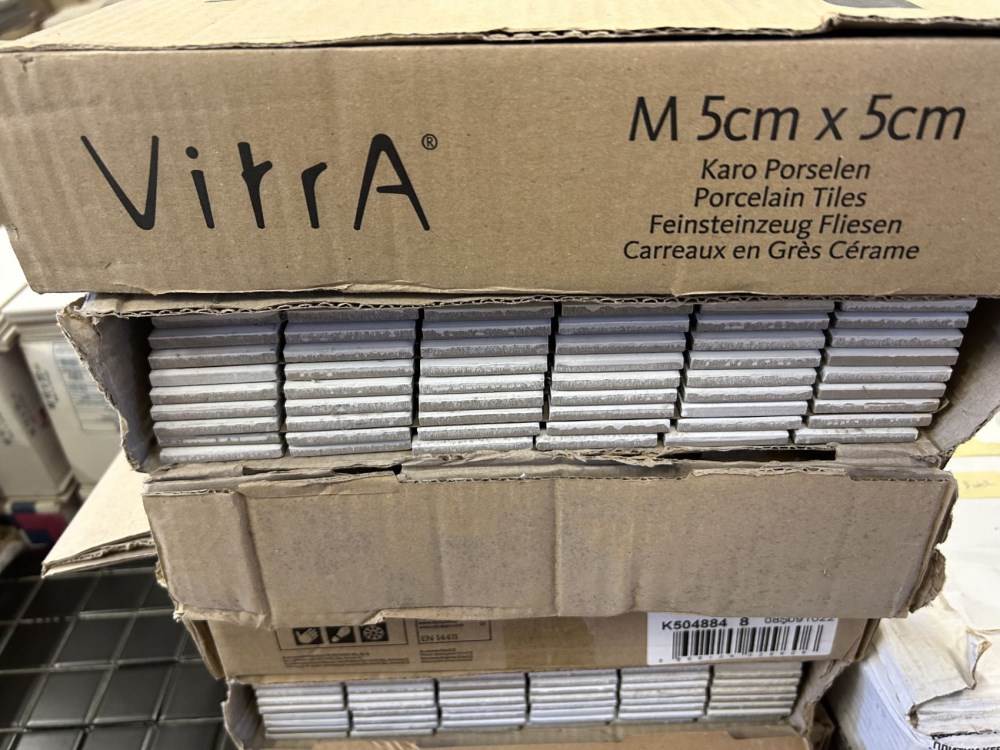 VitrA®
M 5cm x 5cm
Karo Porselen
Porcelain Tiles
Feinsteinzeug Fliesen
Carreaux en Grès Cérame
K504884 8